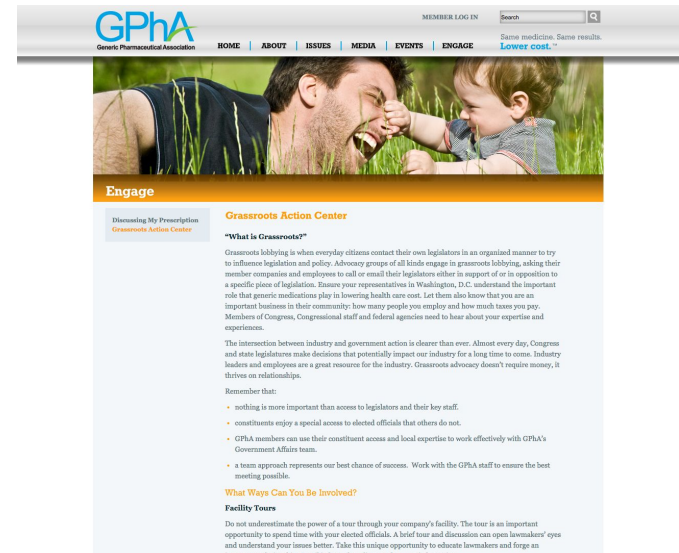 GPhA
Generic Pharmaceutical Association
MEMBER LOG IN
Search
HOME
ABOUT
ISSUES
MEDIA
EVENTS
ENGAGE
Same medicine. Same results.
Lower cost.™
Engage
Discussing My Prescription
Grassroots Action Center
Grassroots Action Center
“What is Grassroots?”
Grassroots lobbying is when everyday citizens contact their own legislators in an organized manner to try
to influence legislation and policy. Advocacy groups of all kinds engage in grassroots lobbying, asking their
member companies and employees to call or email their legislators either in support of or in opposition to
a specific piece of legislation. Ensure your representatives in Washington, D.C. understand the important
role that generic medications play in lowering health care cost. Let them also know that you are an
important business in their community: how many people you employ and how much taxes you pay.
Members of Congress, Congressional staff and federal agencies need to hear about your expertise and
experiences.
The intersection between industry and government action is clearer than ever. Almost every day, Congress
and state legislatures make decisions that potentially impact our industry for a long time to come. Industry
leaders and employees are a great resource for the industry. Grassroots advocacy doesn't require money, it
thrives on relationships.
Remember that:
• nothing is more important than access to legislators and their key staff.
• constituents enjoy a special access to elected officials that others do not.
• GPhA members can use their constituent access and local expertise to work effectively with GPhA's
Government Affairs team.
• a team approach represents our best chance of success. Work with the GPhA staff to ensure the best
meeting possible.
What Ways Can You Be Involved?
Facility Tours
Do not underestimate the power of a tour through your company's facility. The tour is an important
opportunity to spend time with your elected officials. A brief tour and discussion can open lawmakers' eyes
and understand your issues better. Take this unique opportunity to educate lawmakers and forge an